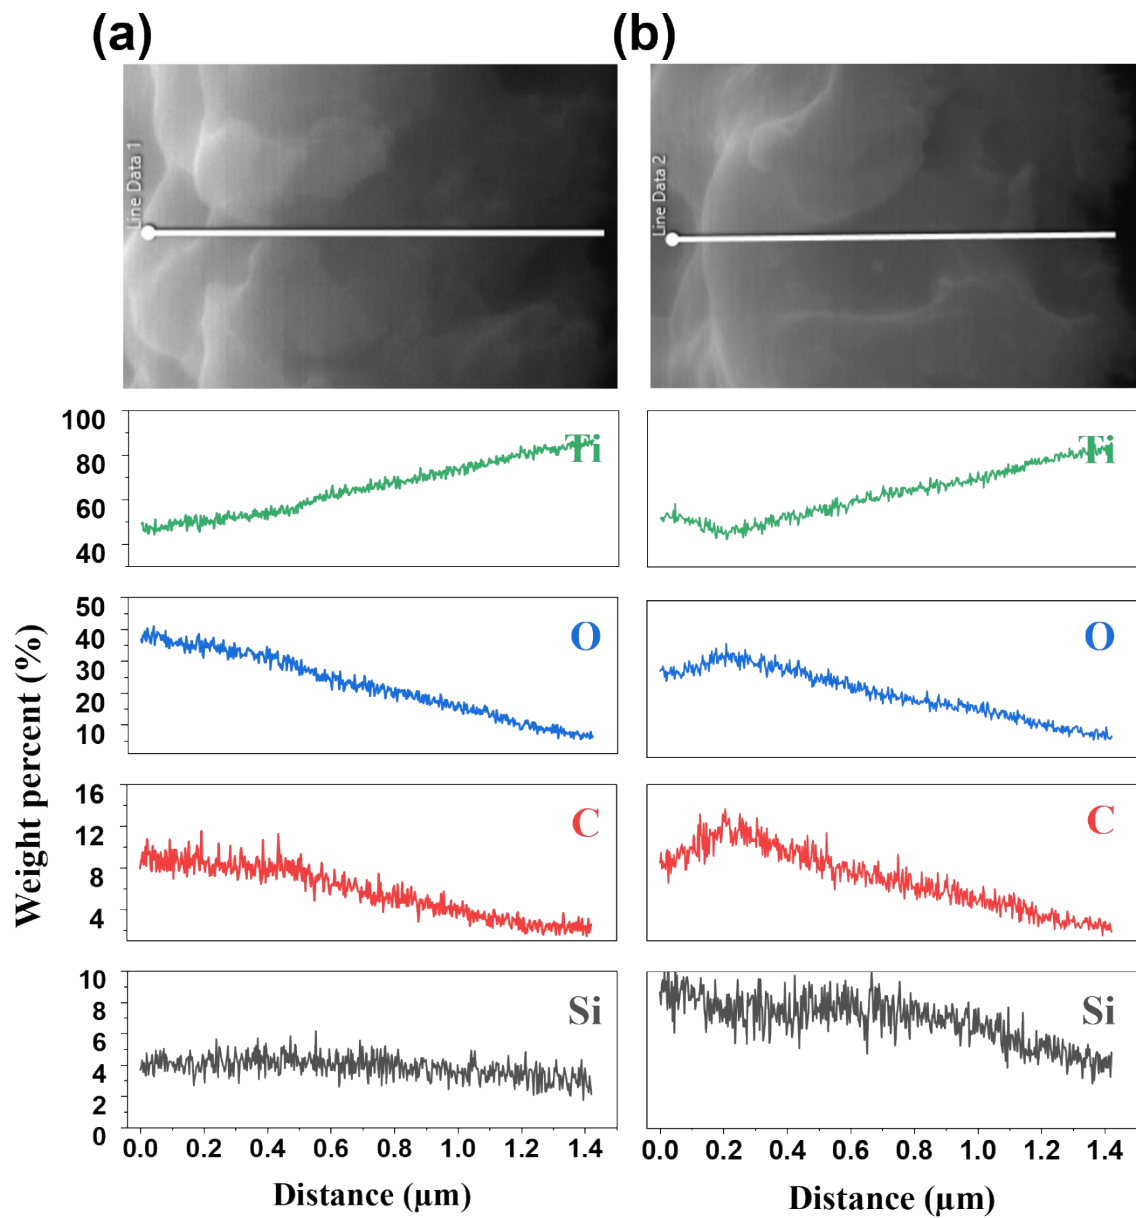 (a)
(b)
Line Data 1
Line Data 2
Weight percent (%)
100
80
60
40
Ti
Ti
50
40
30
20
10
O
O
16
12
8
4
C
C
10
8
6
4
2
0
Si
Si
0.0 0.2 0.4 0.6 0.8 1.0 1.2 1.4
0.0 0.2 0.4 0.6 0.8 1.0 1.2 1.4
Distance (μm)
Distance (μm)